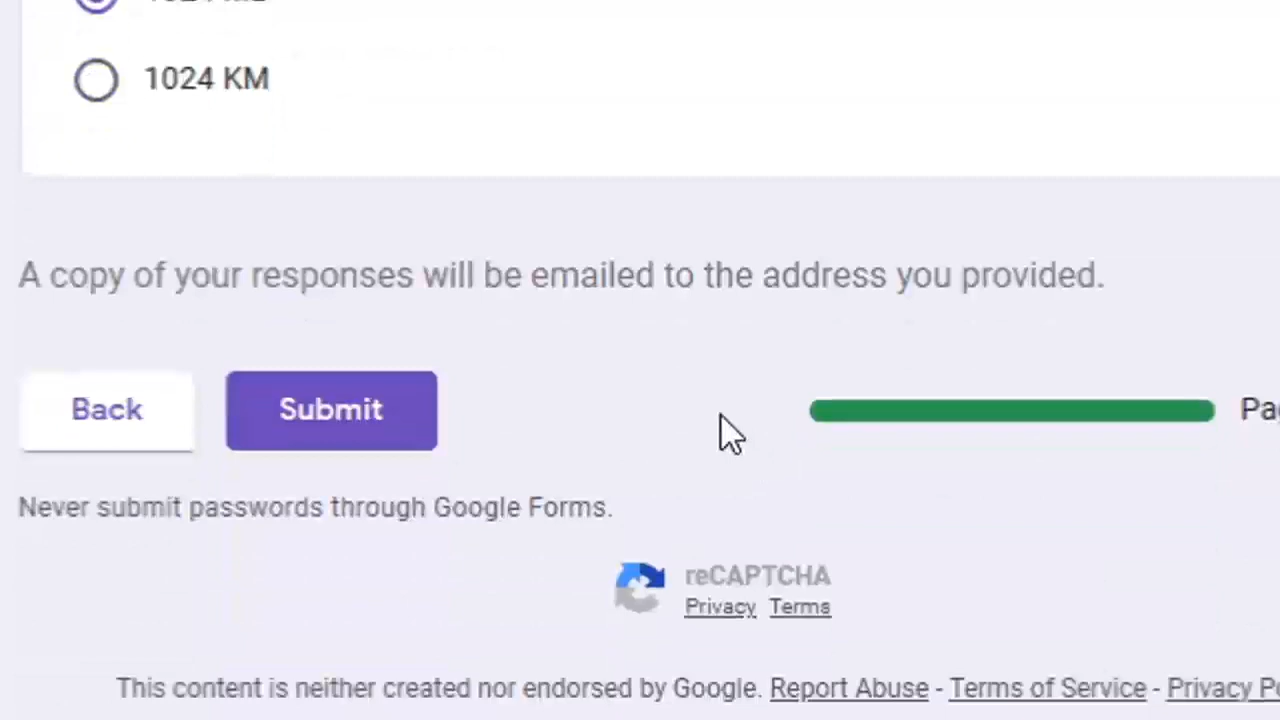 1024 KM
A copy of your responses will be emailed to the address you provided.
Back
Submit
Never submit passwords through Google Forms.
reCAPTCHA
Privacy Terms
This content is neither created nor endorsed by Google. Report Abuse - Terms of Service - Privacy